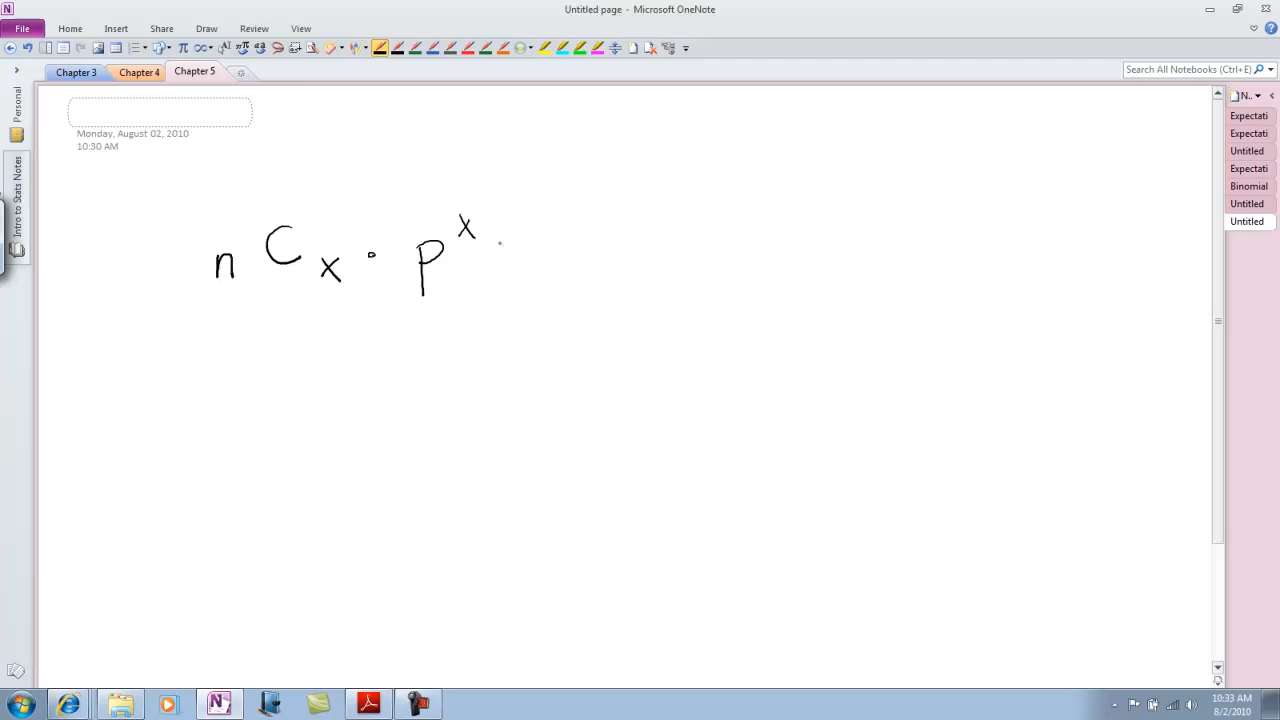 Untitled page - Microsoft OneNote
File Home Insert Share Draw Review View
Chapter 3 Chapter 4 Chapter 5
Search All Notebooks (Ctrl+E)
N..
Personal
Intro to Stats Notes
Monday, August 02, 2010
10:30 AM
n C x · p x
Expectati
Expectati
Untitled
Expectati
Binomial
Untitled
Untitled
10:33 AM
8/2/2010